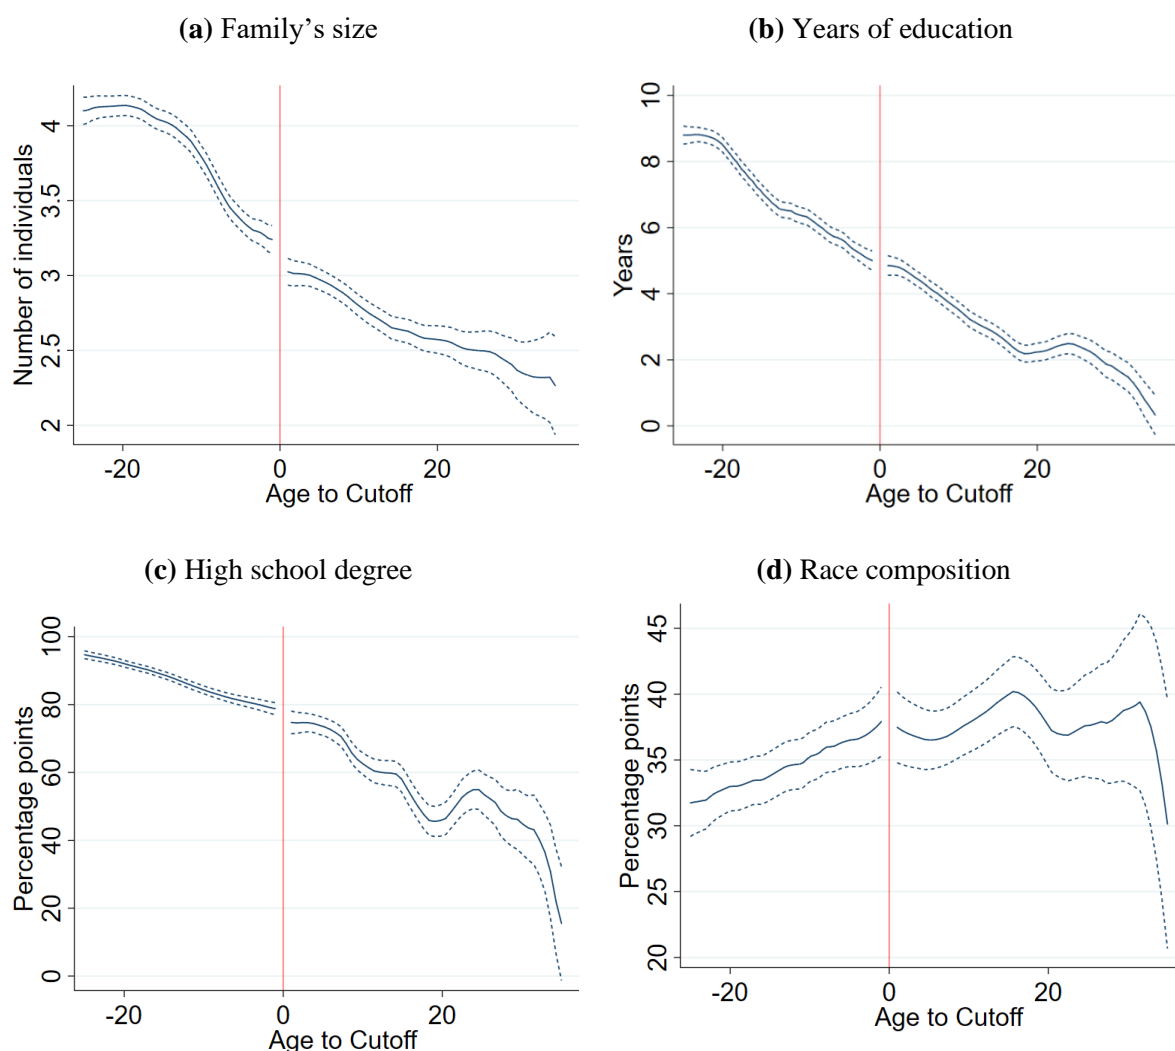 (a) Family's size
4
3.5
3
2.5
2
Number of individuals
-20 0 20
Age to Cutoff
(b) Years of education
10
8
6
4
2
0
Years
-20 0 20
Age to Cutoff
(c) High school degree
100
80
60
40
20
0
Percentage points
-20 0 20
Age to Cutoff
(d) Race composition
45
40
35
30
25
20
Percentage points
-20 0 20
Age to Cutoff